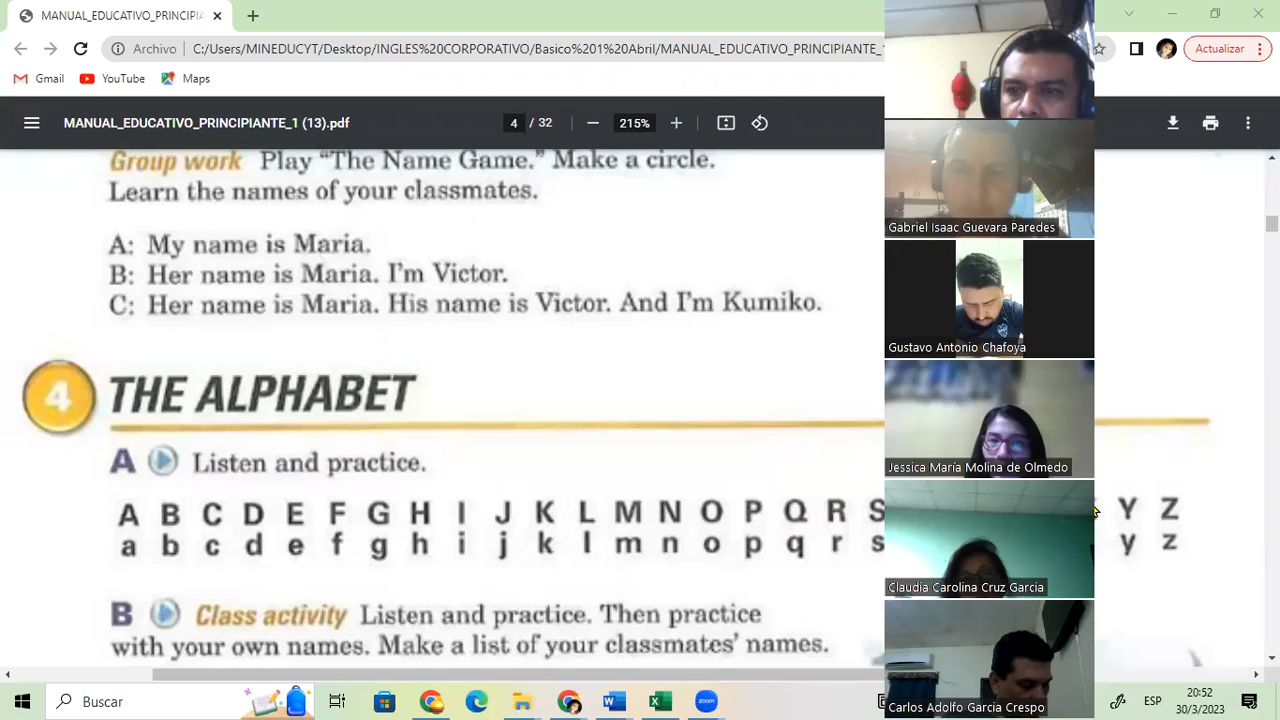 MANUAL_EDUCATIVO_PRINCIPIA
Archivo
C:/Users/MINEDUCYT/Desktop/INGLES%20CORPORATIVO/Basico%201%20Abril/MANUAL_EDUCATIVO_PRINCIPIANTE_1
Actualizar
Gmail
YouTube
Maps
MANUAL_EDUCATIVO_PRINCIPIANTE_1 (13).pdf
4 / 32
215%
Group work Play “The Name Game.” Make a circle.
Learn the names of your classmates.
A: My name is Maria.
B: Her name is Maria. I’m Victor.
C: Her name is Maria. His name is Victor. And I’m Kumiko.
4 THE ALPHABET
A Listen and practice.
A B C D E F G H I J K L M N O P Q R S Y Z
a b c d e f g h i j k l m n o p q r s y z
B Class activity Listen and practice. Then practice
with your own names. Make a list of your classmates’ names.
Gabriel Isaac Guevara Paredes
Gustavo Antonio Chafoya
Jessica María Molina de Olmedo
Claudia Carolina Cruz Garcia
Carlos Adolfo Garcia Crespo
Buscar
zoom
ESP
20:52
30/3/2023